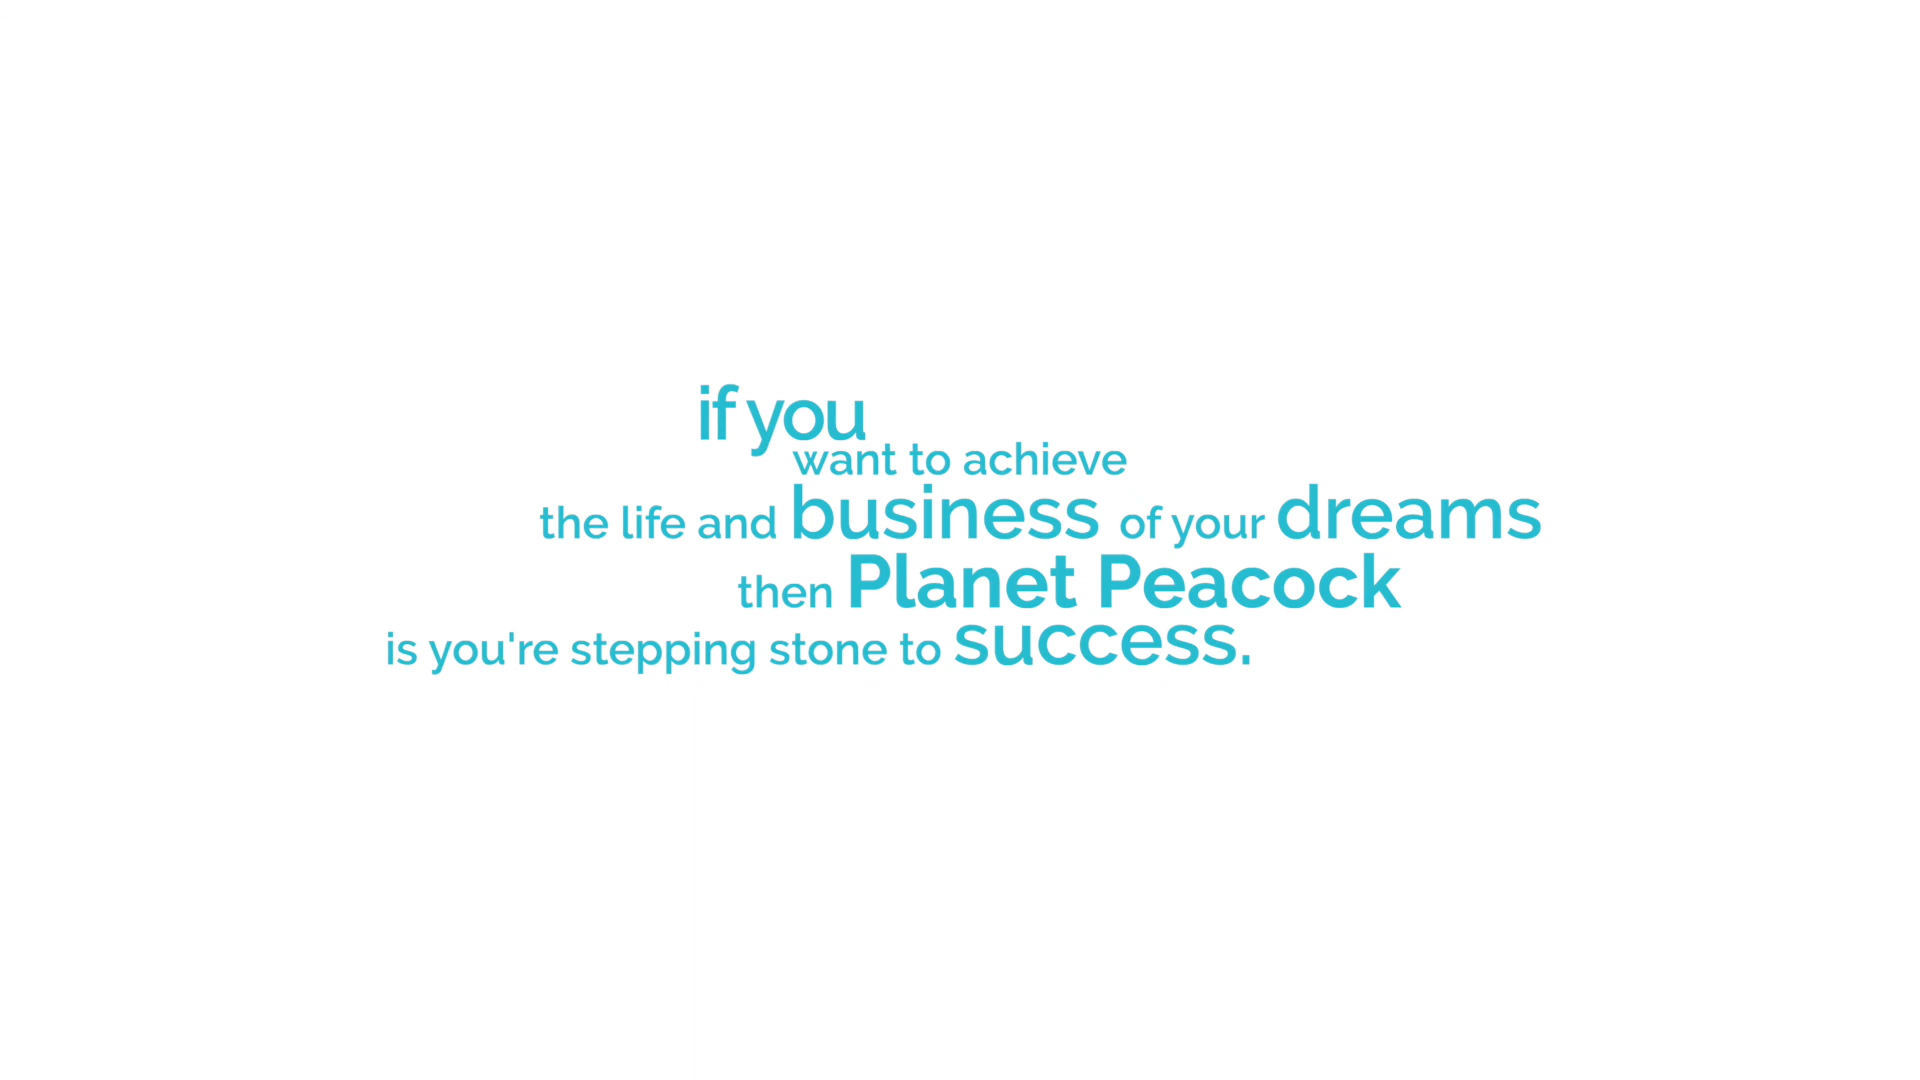 if you
want to achieve
the life and business of your dreams
then Planet Peacock
is you're stepping stone to success.